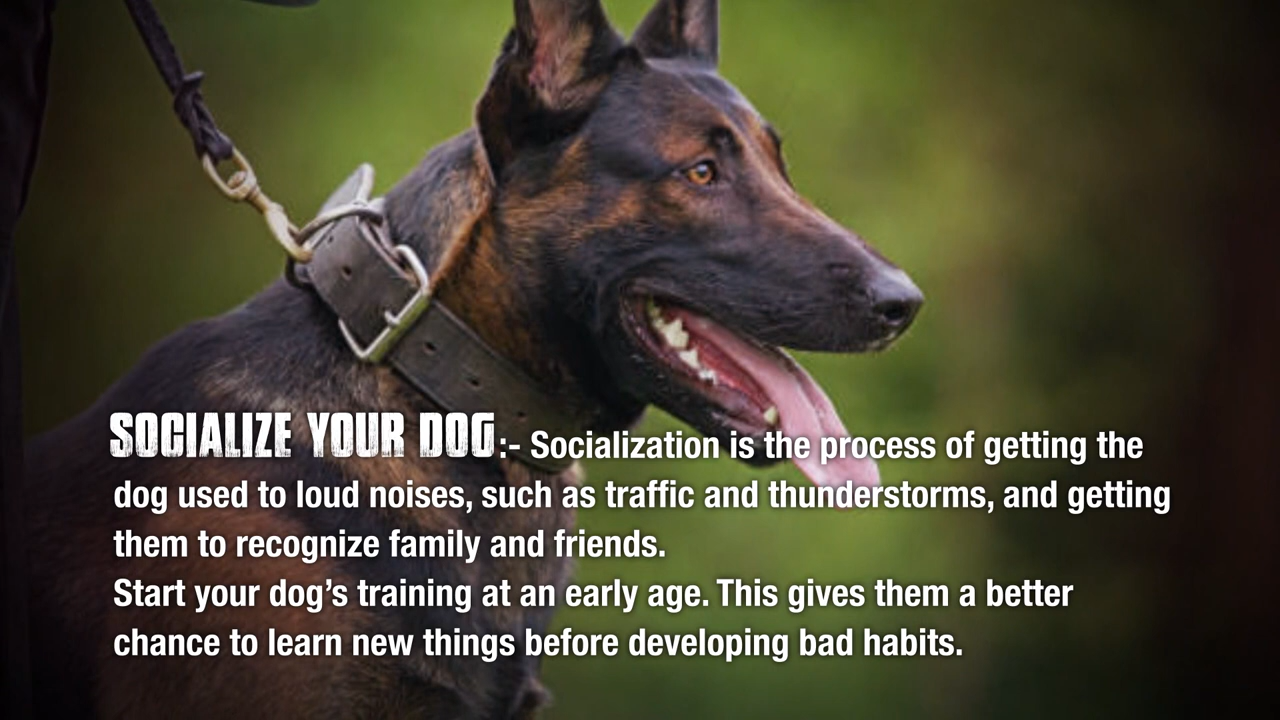 SOCIALIZE YOUR DOG:- Socialization is the process of getting the
dog used to loud noises, such as traffic and thunderstorms, and getting
them to recognize family and friends.
Start your dog’s training at an early age. This gives them a better
chance to learn new things before developing bad habits.